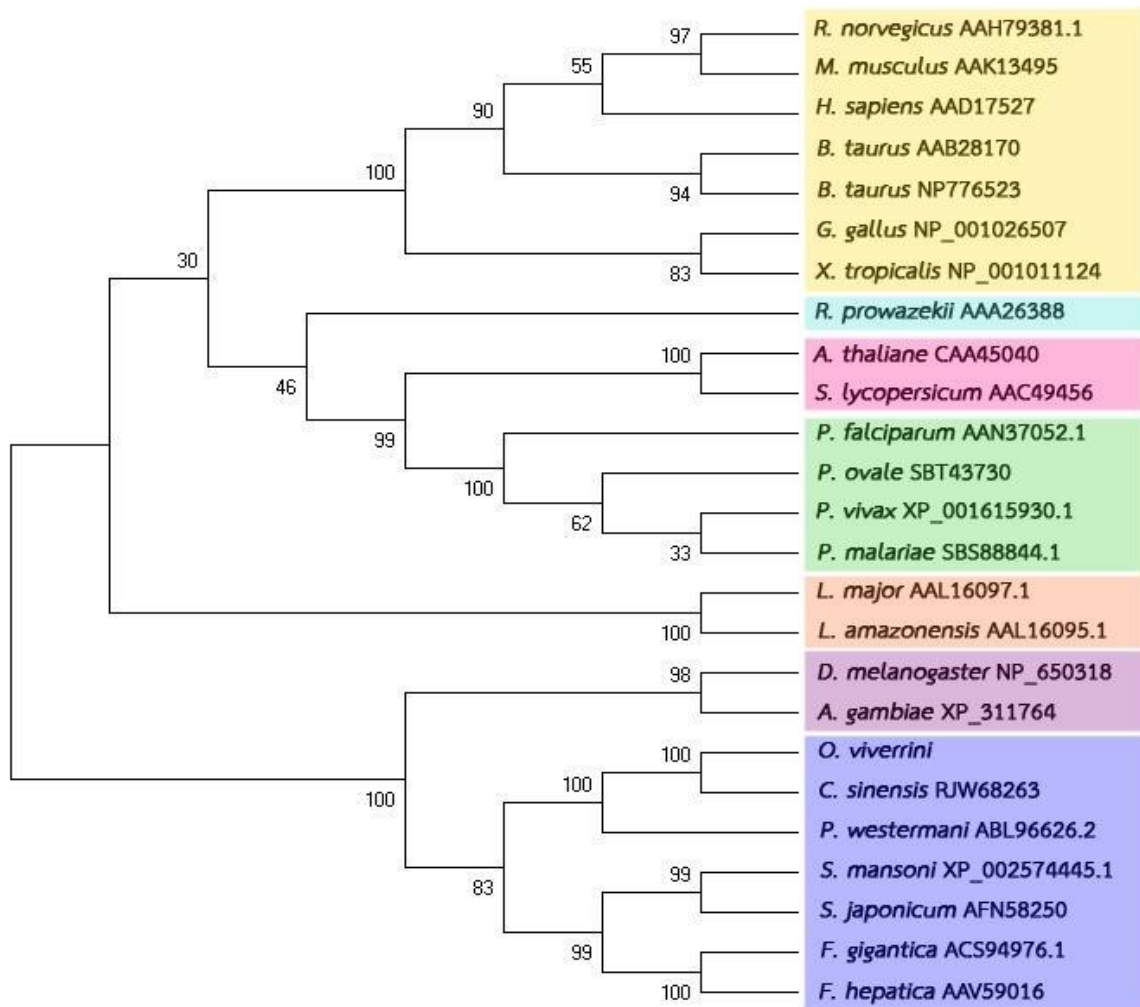 R. norvegicus AAH79381.1
97
M. musculus AAK13495
55
H. sapiens AAD17527
90
B. taurus AAB28170
100
B. taurus NP776523
94
G. gallus NP_001026507
30
X. tropicalis NP_001011124
83
R. prowazekii AAA26388
A. thaliane CAA45040
100
46
S. lycopersicum AAC49456
P. falciparum AAN37052.1
99
P. ovale SBT43730
100
P. vivax XP_001615930.1
62
P. malariae SBS88844.1
33
L. major AAL16097.1
L. amazonensis AAL16095.1
100
D. melanogaster NP_650318
98
A. gambiae XP_311764
O. viverrini
100
C. sinensis RJW68263
100
100
P. westermani ABL96626.2
S. mansoni XP_002574445.1
99
83
S. japonicum AFN58250
F. gigantica ACS94976.1
99
F. hepatica AAV59016
100